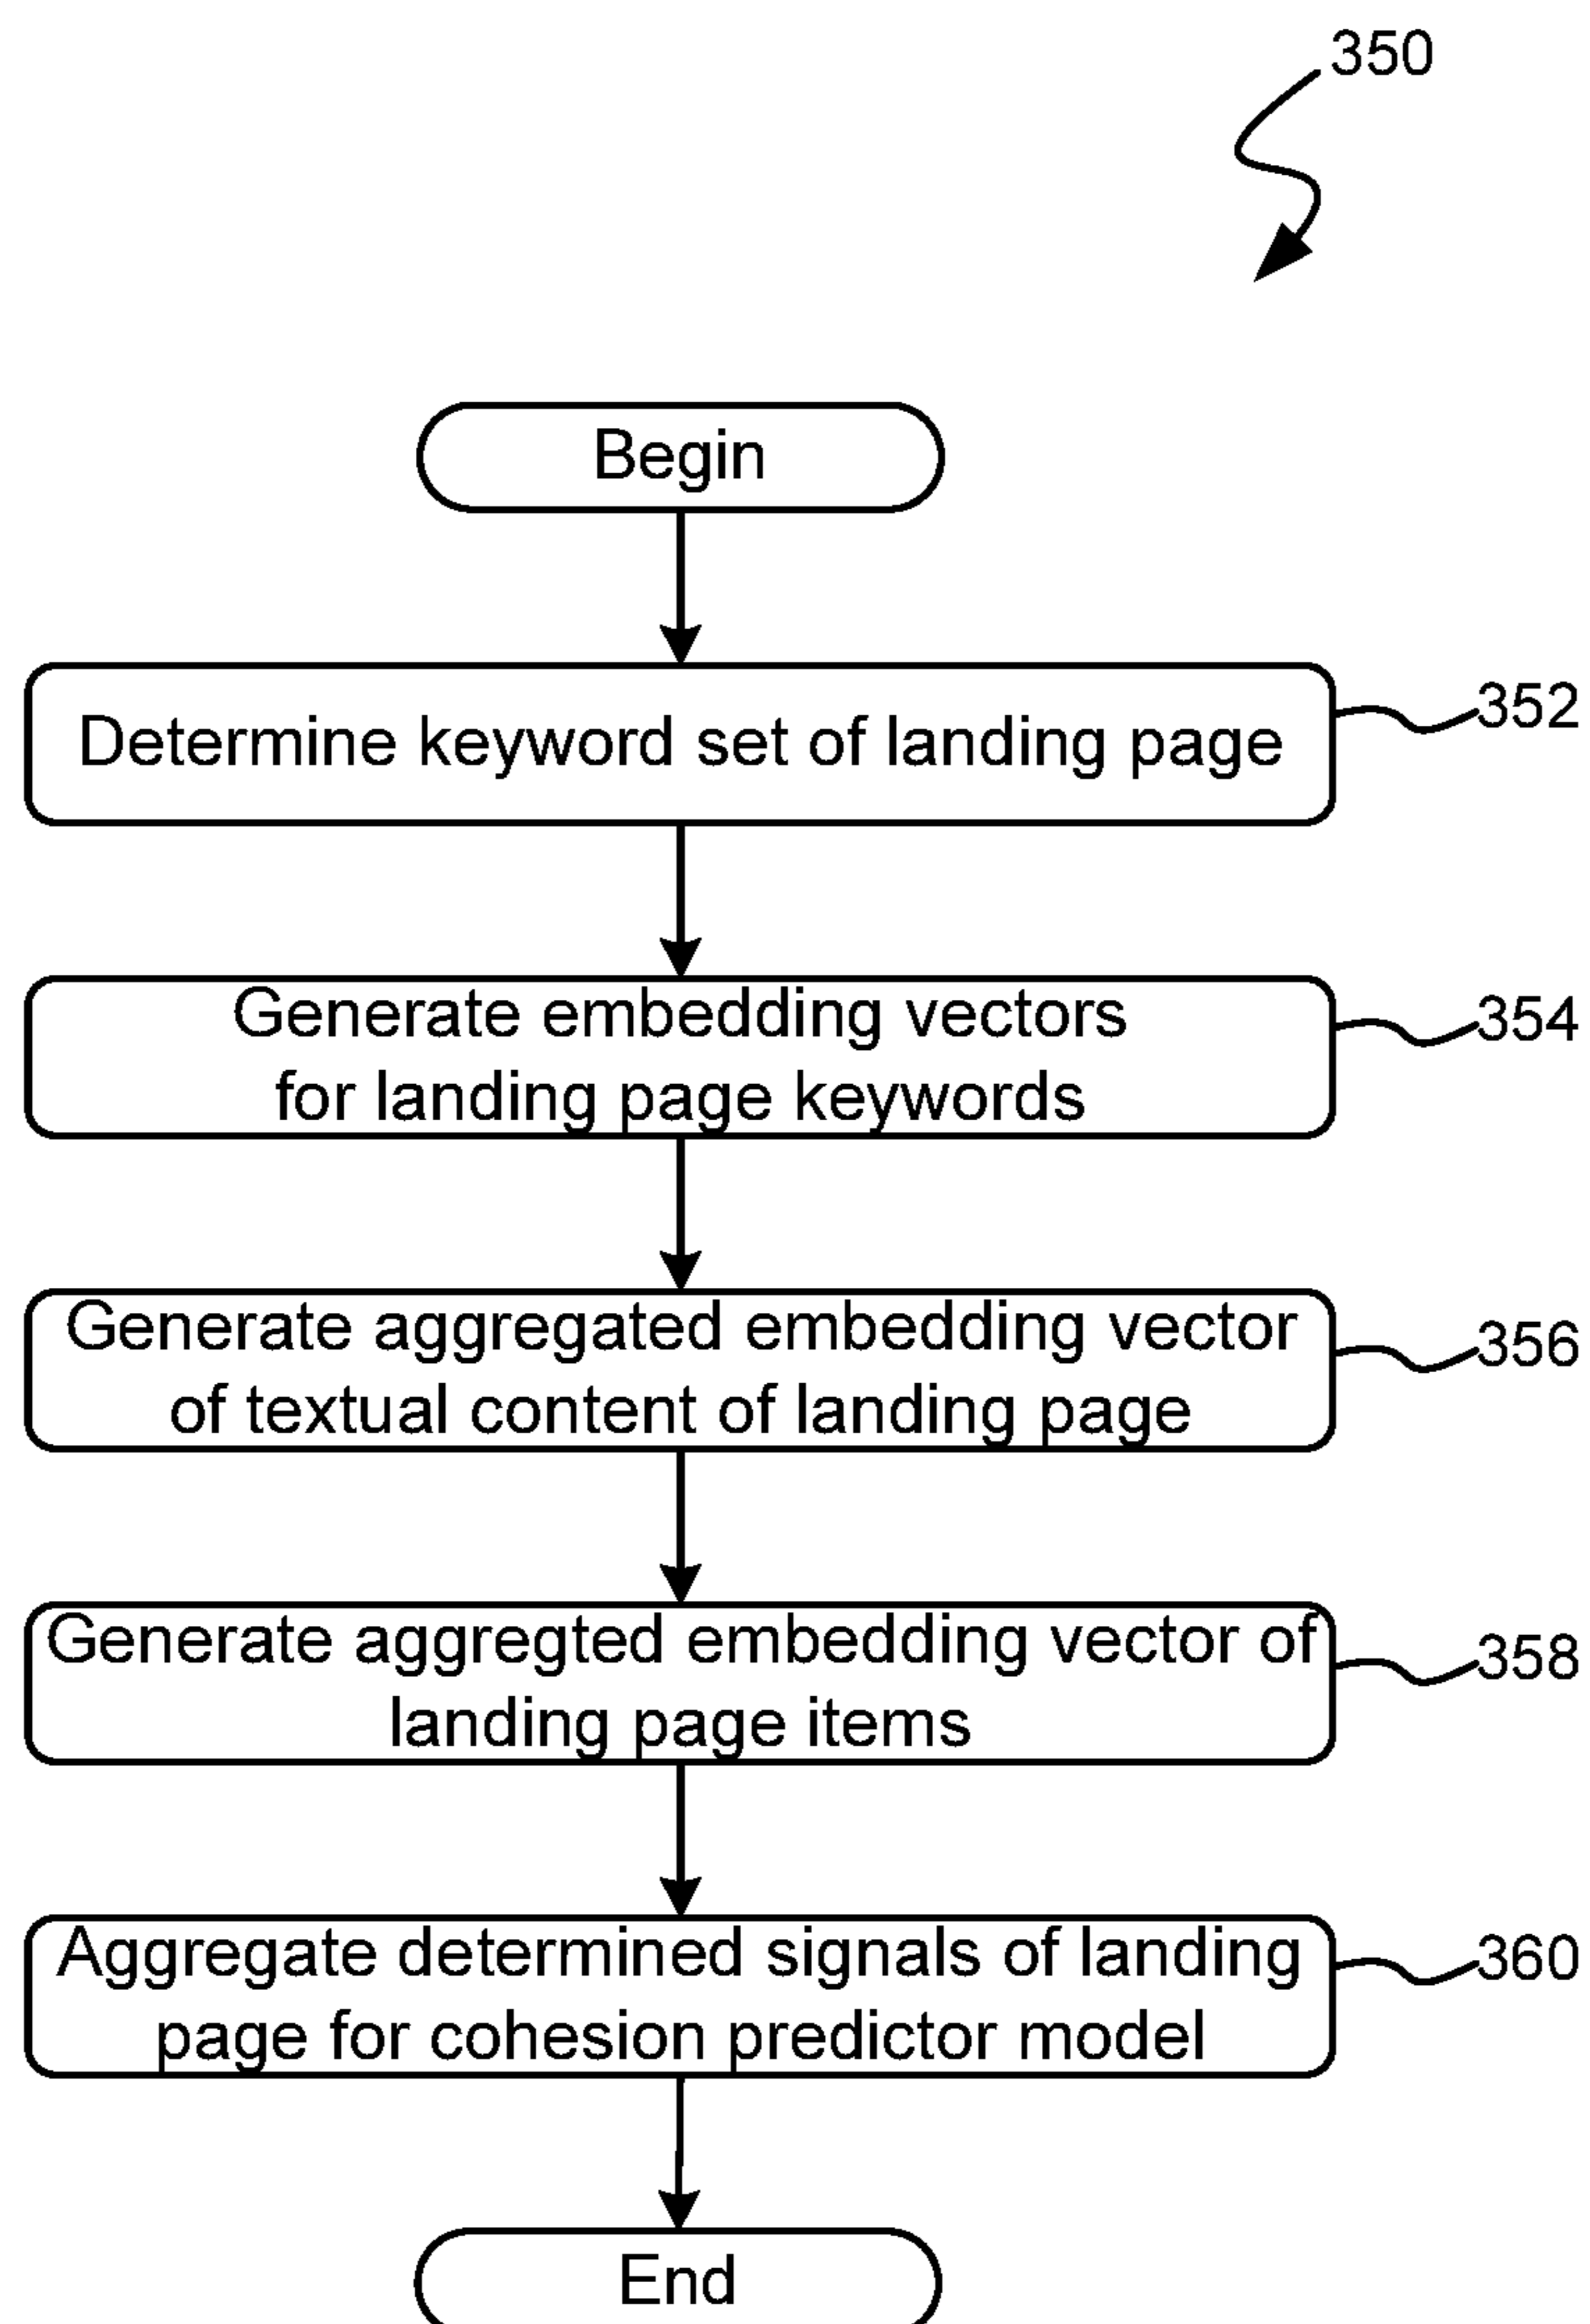 350
Begin
Determine keyword set of landing page
352
Generate embedding vectors
for landing page keywords
354
Generate aggregated embedding vector
of textual content of landing page
356
Generate aggregted embedding vector of
landing page items
358
Aggregate determined signals of landing
page for cohesion predictor model
360
End